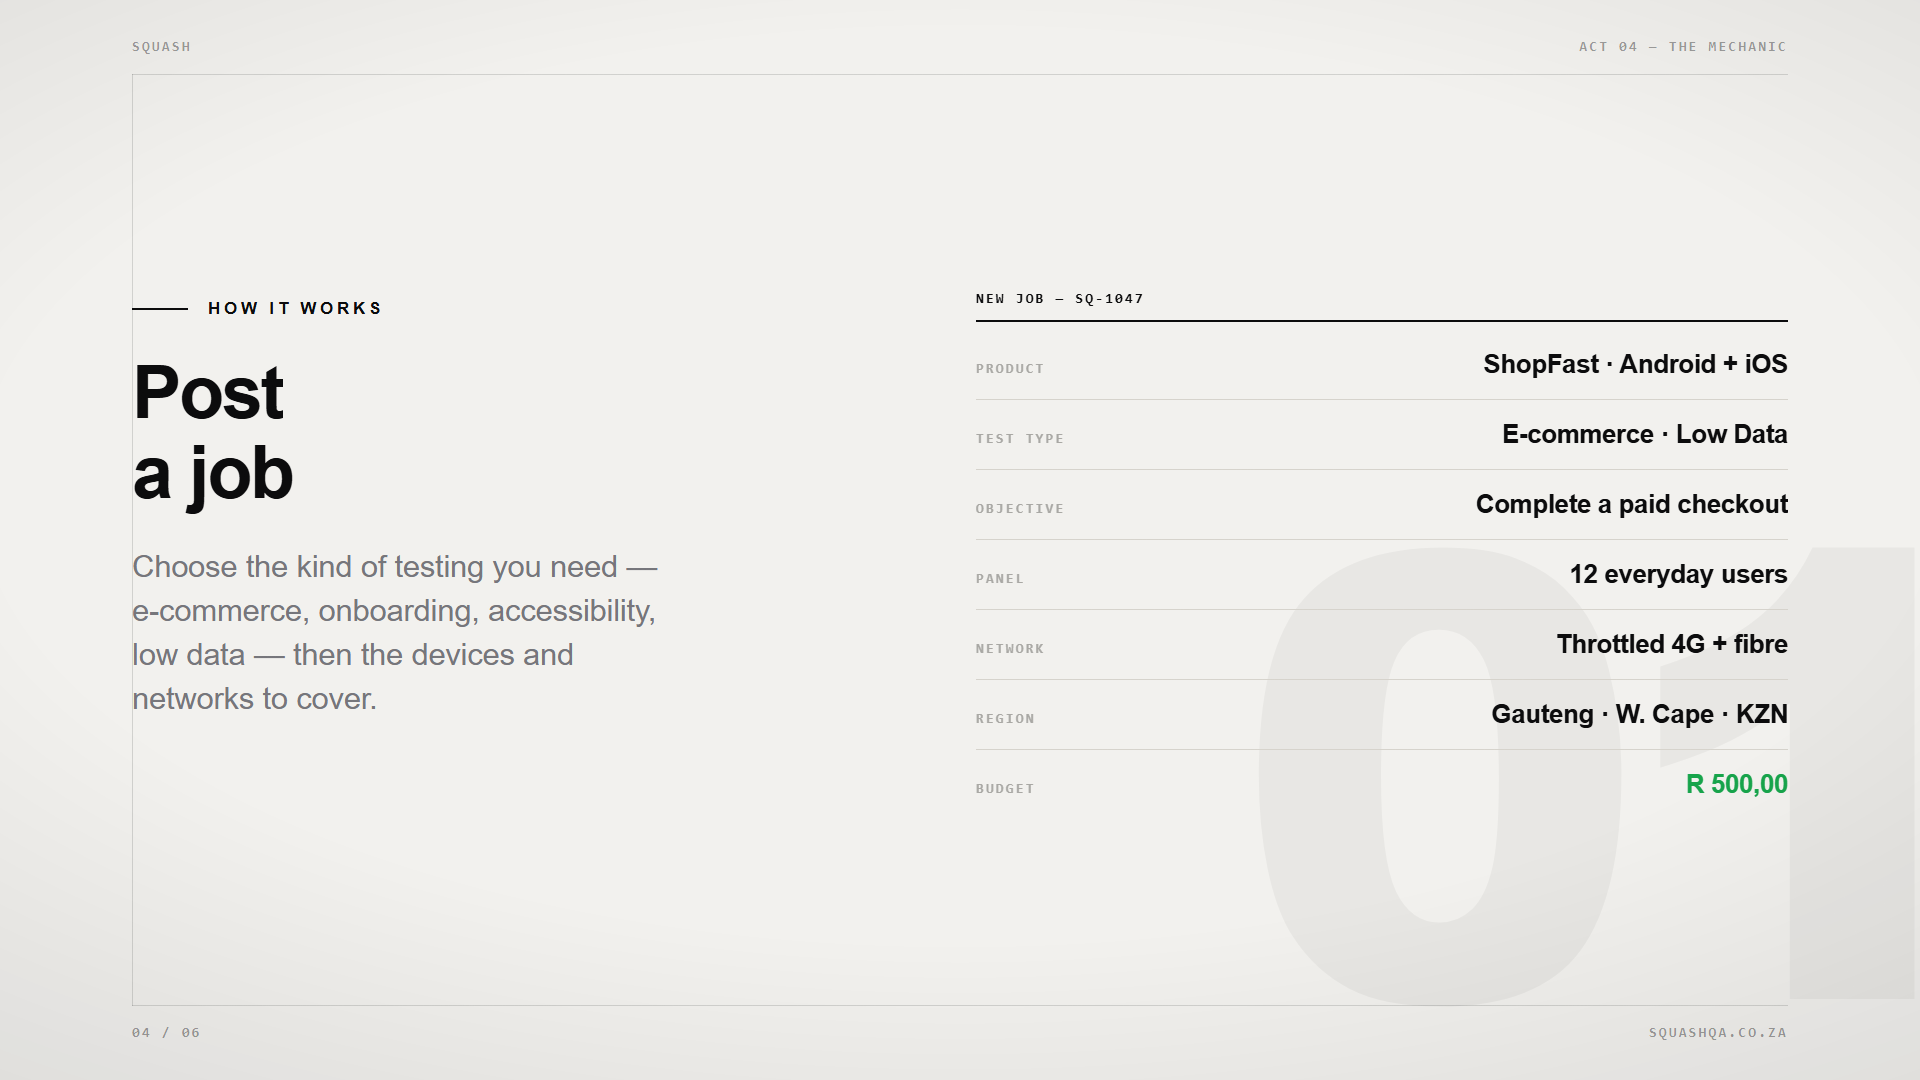 SQUASH
ACT 04 — THE MECHANIC
HOW IT WORKS
Post
a job
Choose the kind of testing you need —
e-commerce, onboarding, accessibility,
low data — then the devices and
networks to cover.
NEW JOB — SQ-1047
PRODUCT ShopFast · Android + iOS
TEST TYPE E-commerce · Low Data
OBJECTIVE Complete a paid checkout
PANEL 12 everyday users
NETWORK Throttled 4G + fibre
REGION Gauteng · W. Cape · KZN
BUDGET R 500,00
01
04 / 06
SQUASHQA.CO.ZA